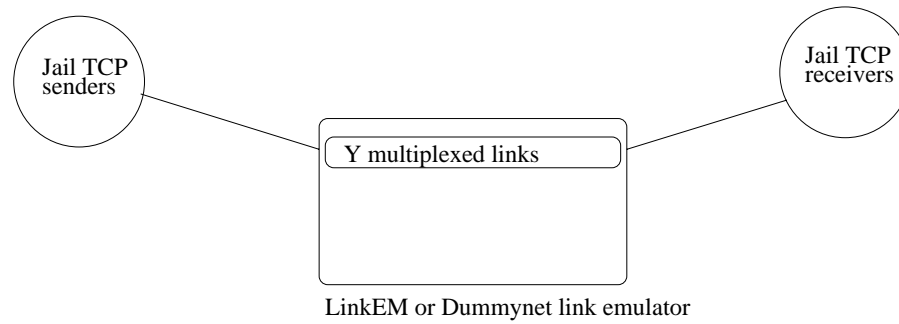 Jail TCP
senders
Jail TCP
receivers
Y multiplexed links
LinkEM or Dummynet link emulator